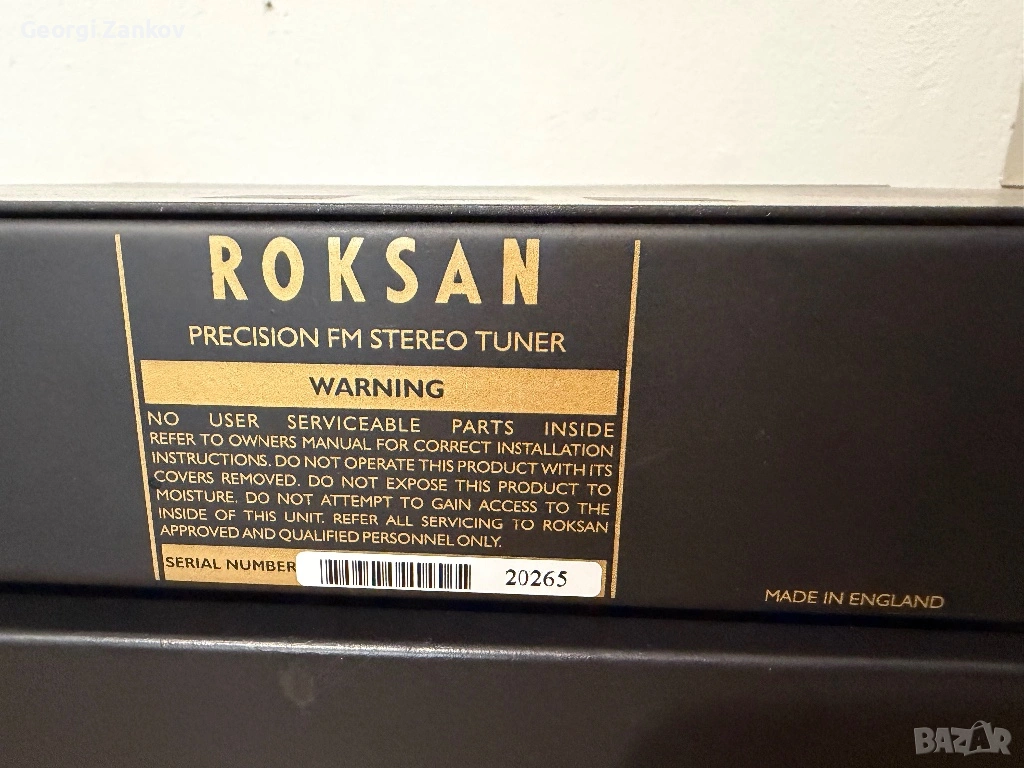 Georgi.Zankov
ROKSAN
PRECISION FM STEREO TUNER
WARNING
NO USER SERVICEABLE PARTS INSIDE
REFER TO OWNERS MANUAL FOR CORRECT INSTALLATION
INSTRUCTIONS. DO NOT OPERATE THIS PRODUCT WITH ITS
COVERS REMOVED. DO NOT EXPOSE THIS PRODUCT TO
MOISTURE. DO NOT ATTEMPT TO GAIN ACCESS TO THE
INSIDE OF THIS UNIT. REFER ALL SERVICING TO ROKSAN
APPROVED AND QUALIFIED PERSONNEL ONLY.
SERIAL NUMBER 20265
MADE IN ENGLAND
BAZAR